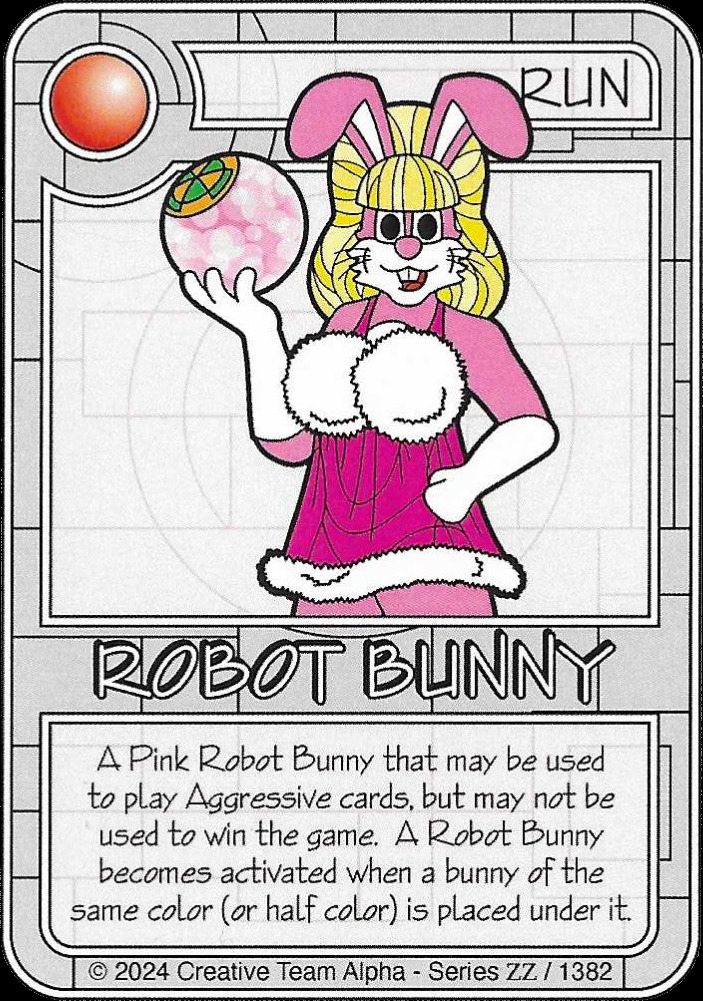 RUN
ROBOT BUNNY
A Pink Robot Bunny that may be used
to play Aggressive cards, but may not be
used to win the game. A Robot Bunny
becomes activated when a bunny of the
same color (or half color) is placed under it.
© 2024 Creative Team Alpha - Series ZZ / 1382